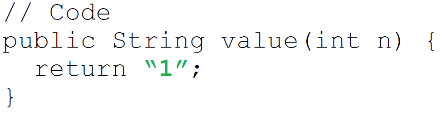 // Code
public String value(int n) {
  return “1”;
}